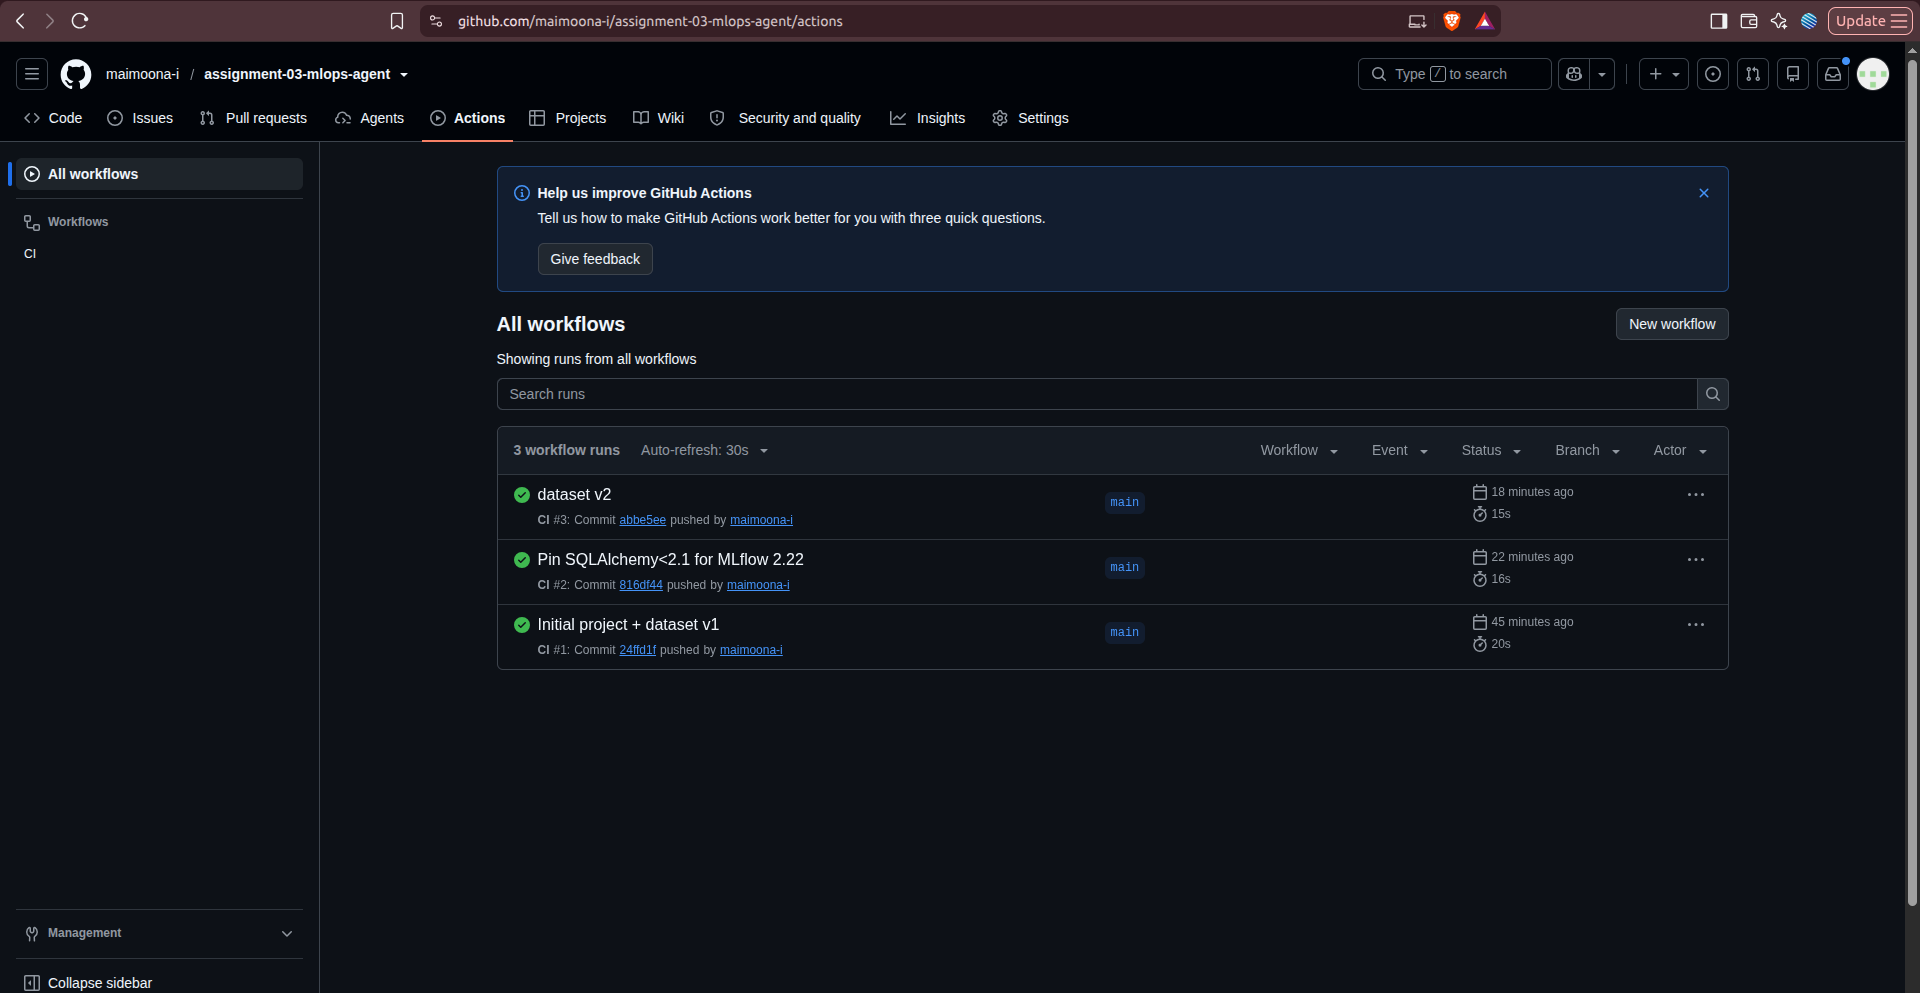 github.com/maimoona-i/assignment-03-mlops-agent/actions
Update
maimoona-i / assignment-03-mlops-agent
Type / to search
Code Issues Pull requests Agents Actions Projects Wiki Security and quality Insights Settings
All workflows
Workflows
CI
Help us improve GitHub Actions
Tell us how to make GitHub Actions work better for you with three quick questions.
Give feedback
All workflows
New workflow
Showing runs from all workflows
Search runs
3 workflow runs Auto-refresh: 30s Workflow Event Status Branch Actor
dataset v2
CI #3: Commit abbe5ee pushed by maimoona-i
main
18 minutes ago
15s
Pin SQLAlchemy<2.1 for MLflow 2.22
CI #2: Commit 816df44 pushed by maimoona-i
main
22 minutes ago
16s
Initial project + dataset v1
CI #1: Commit 24ffd1f pushed by maimoona-i
main
45 minutes ago
20s
Management
Collapse sidebar